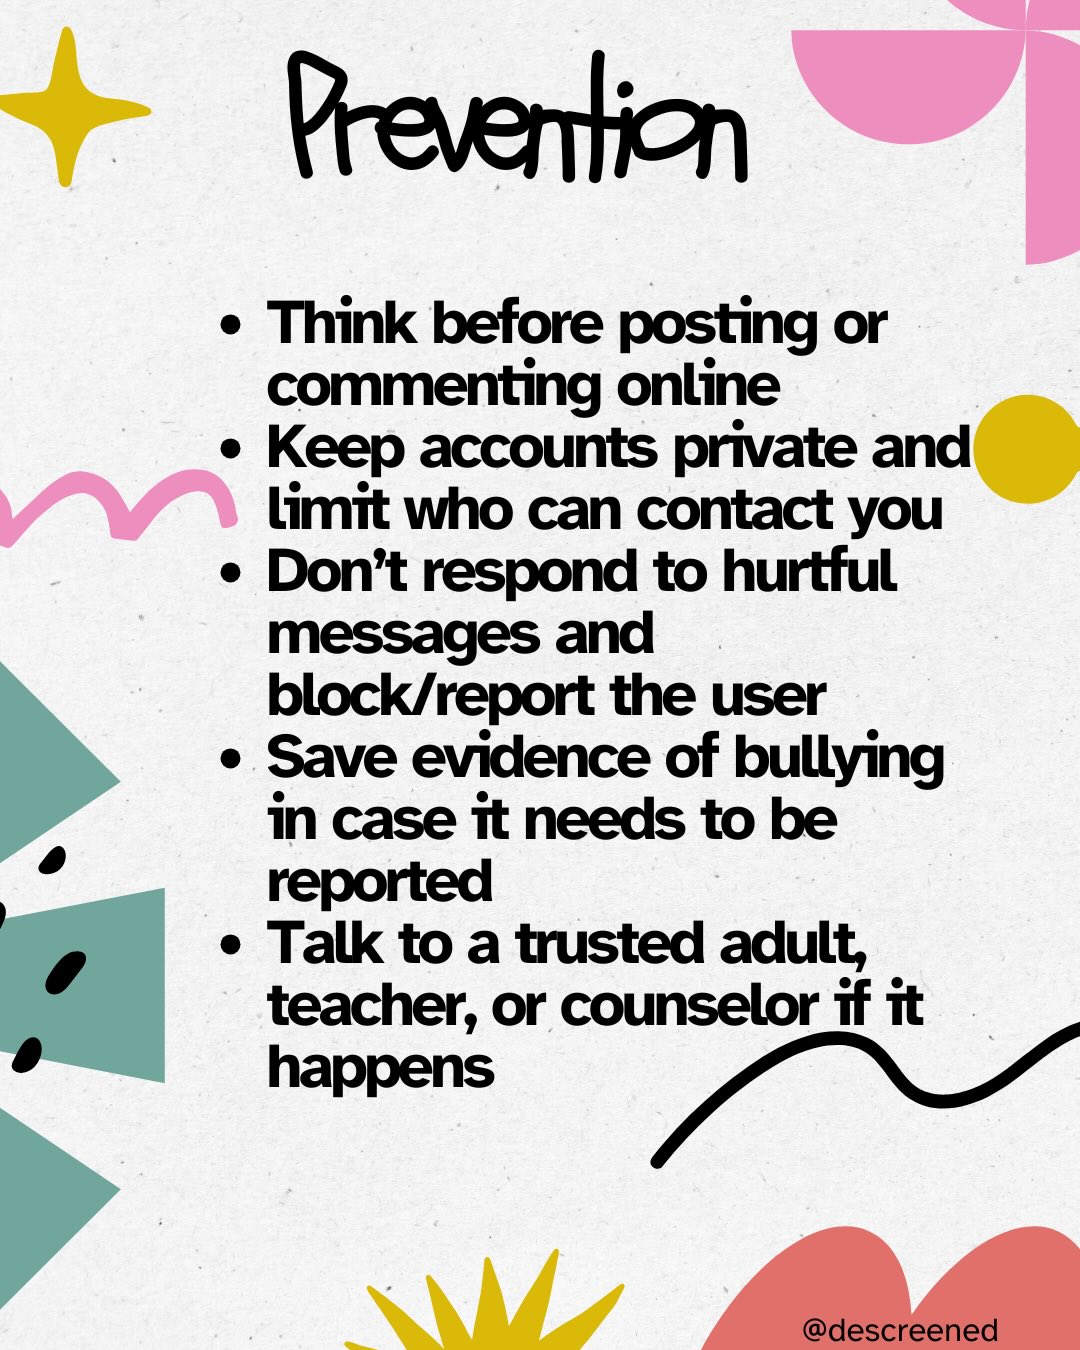 Prevention
• Think before posting or
commenting online
• Keep accounts private and
limit who can contact you
• Don’t respond to hurtful
messages and
block/report the user
• Save evidence of bullying
in case it needs to be
reported
• Talk to a trusted adult,
teacher, or counselor if it
happens
@descreened